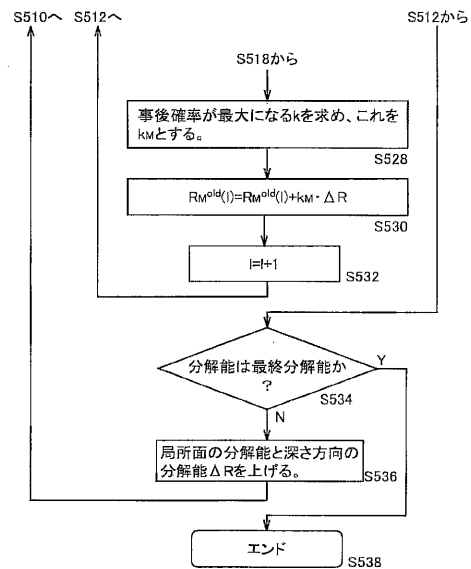 S510へ
S512へ
S512から
S518から
事後確率が最大になるkを求め、これを
kMとする。
S528
RMold(l)=RMold(l)+kM・ΔR
S530
l=l+1
S532
分解能は最終分解能か
?
Y
S534
N
局所面の分解能と深さ方向の
分解能ΔRを上げる。
S536
エンド
S538